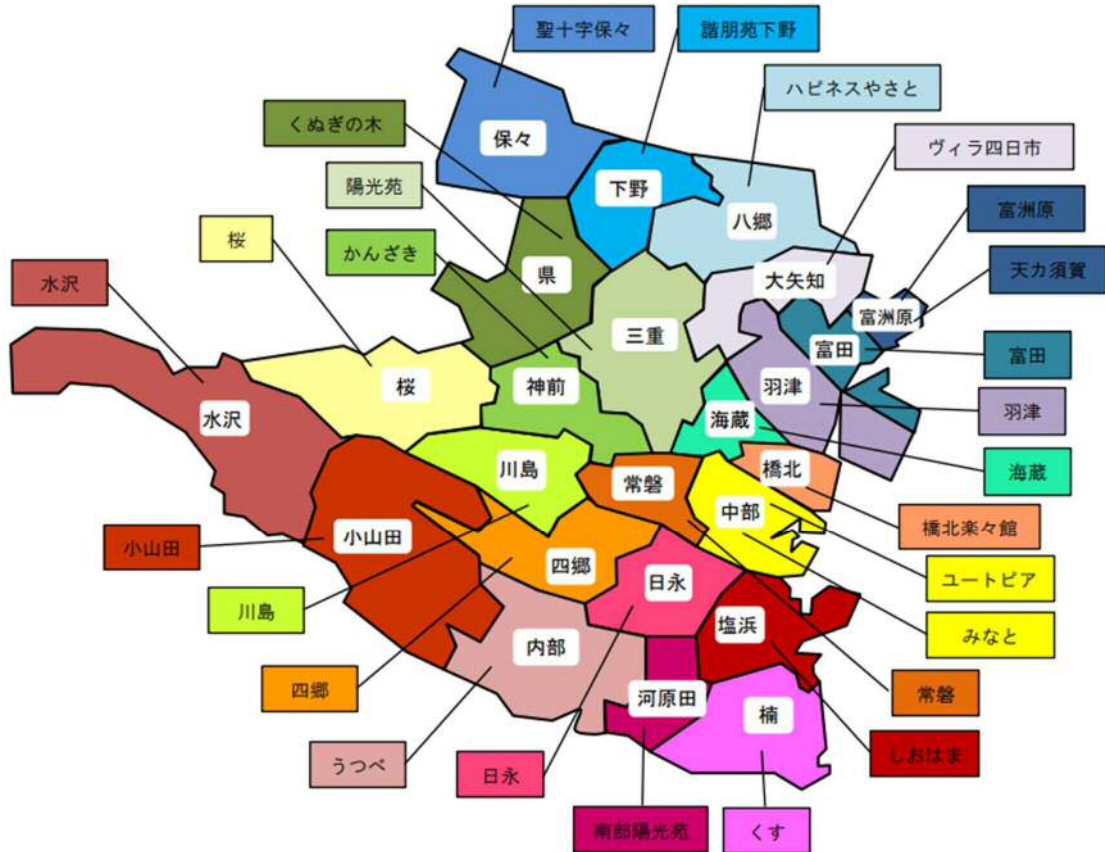 聖十字保々
諧朋苑下野
ハピネスやさと
くぬぎの木
保々
ヴィラ四日市
陽光苑
下野
富洲原
桜
八郷
かんざき
県
大矢知
天カ須賀
水沢
富洲原
三重
富田
富田
神前
羽津
桜
水沢
海蔵
羽津
川島
橋北
海蔵
常磐
中部
小山田
小山田
橋北楽々館
四郷
日永
ユートピア
川島
塩浜
みなと
内部
四郷
河原田
常磐
楠
しおはま
うつべ
日永
南部陽光苑
くす